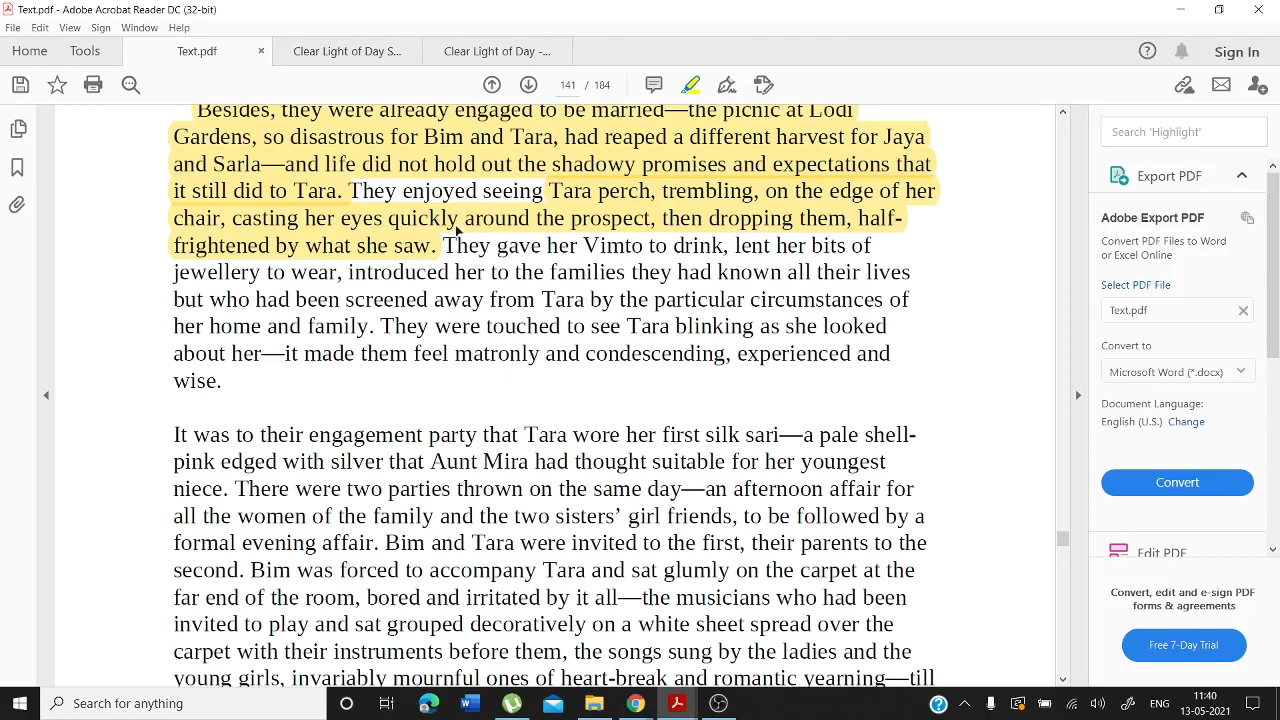 Text.pdf - Adobe Acrobat Reader DC (32-bit)
File Edit View Sign Window Help
Home Tools Text.pdf × Clear Light of Day S... Clear Light of Day -... Sign In
141 / 184
Besides, they were already engaged to be married—the picnic at Lodi
Gardens, so disastrous for Bim and Tara, had reaped a different harvest for Jaya
and Sarla—and life did not hold out the shadowy promises and expectations that
it still did to Tara. They enjoyed seeing Tara perch, trembling, on the edge of her
chair, casting her eyes quickly around the prospect, then dropping them, half-
frightened by what she saw. They gave her Vimto to drink, lent her bits of
jewellery to wear, introduced her to the families they had known all their lives
but who had been screened away from Tara by the particular circumstances of
her home and family. They were touched to see Tara blinking as she looked
about her—it made them feel matronly and condescending, experienced and
wise.
It was to their engagement party that Tara wore her first silk sari—a pale shell-
pink edged with silver that Aunt Mira had thought suitable for her youngest
niece. There were two parties thrown on the same day—an afternoon affair for
all the women of the family and the two sisters’ girl friends, to be followed by a
formal evening affair. Bim and Tara were invited to the first, their parents to the
second. Bim was forced to accompany Tara and sat glumly on the carpet at the
far end of the room, bored and irritated by it all—the musicians who had been
invited to play and sat grouped decoratively on a white sheet spread over the
carpet with their instruments before them, the songs sung by the ladies and the
young girls, invariably mournful ones of heart-break and romantic yearning—till
Search 'Highlight'
Export PDF
Adobe Export PDF
Convert PDF Files to Word
or Excel Online
Select PDF File
Text.pdf
Convert to
Microsoft Word (*.docx)
Document Language:
English (U.S.) Change
Convert
Edit PDF
Convert, edit and e-sign PDF
forms & agreements
Free 7-Day Trial
Search for anything
ENG
11:40
13-05-2021